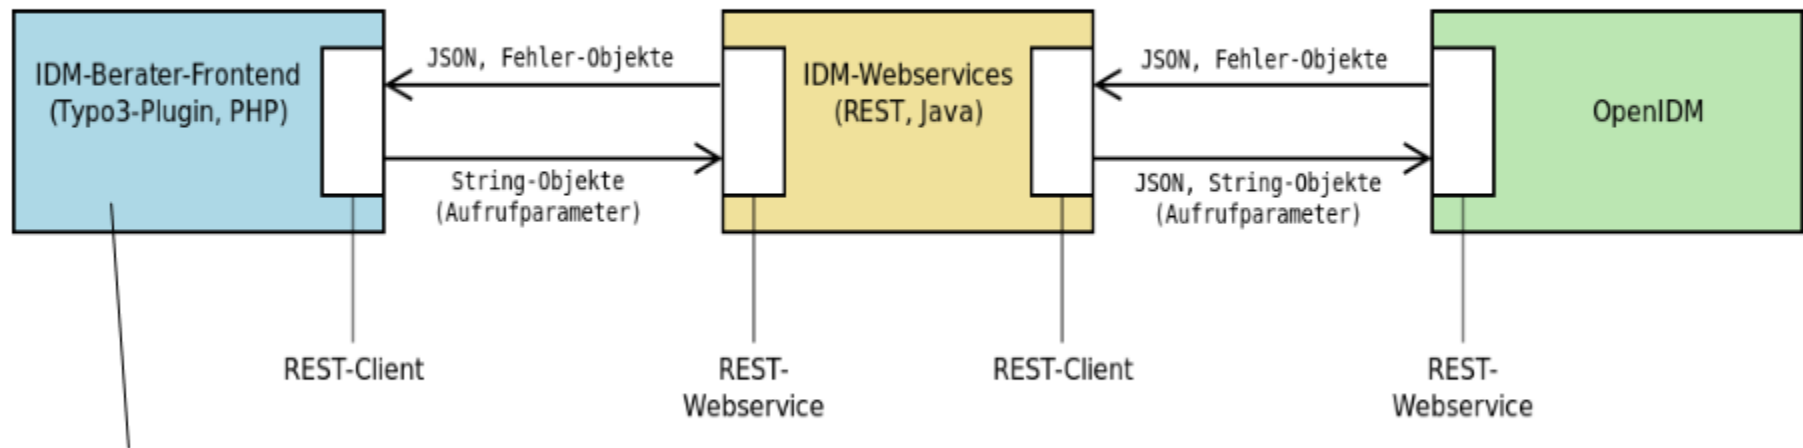 IDM-Berater-Frontend
(Typo3-Plugin, PHP)
JSON, Fehler-Objekte
String-Objekte
(Aufrufparameter)
IDM-Webservices
(REST, Java)
JSON, Fehler-Objekte
JSON, String-Objekte
(Aufrufparameter)
OpenIDM
REST-Client
REST-
Webservice
REST-Client
REST-
Webservice